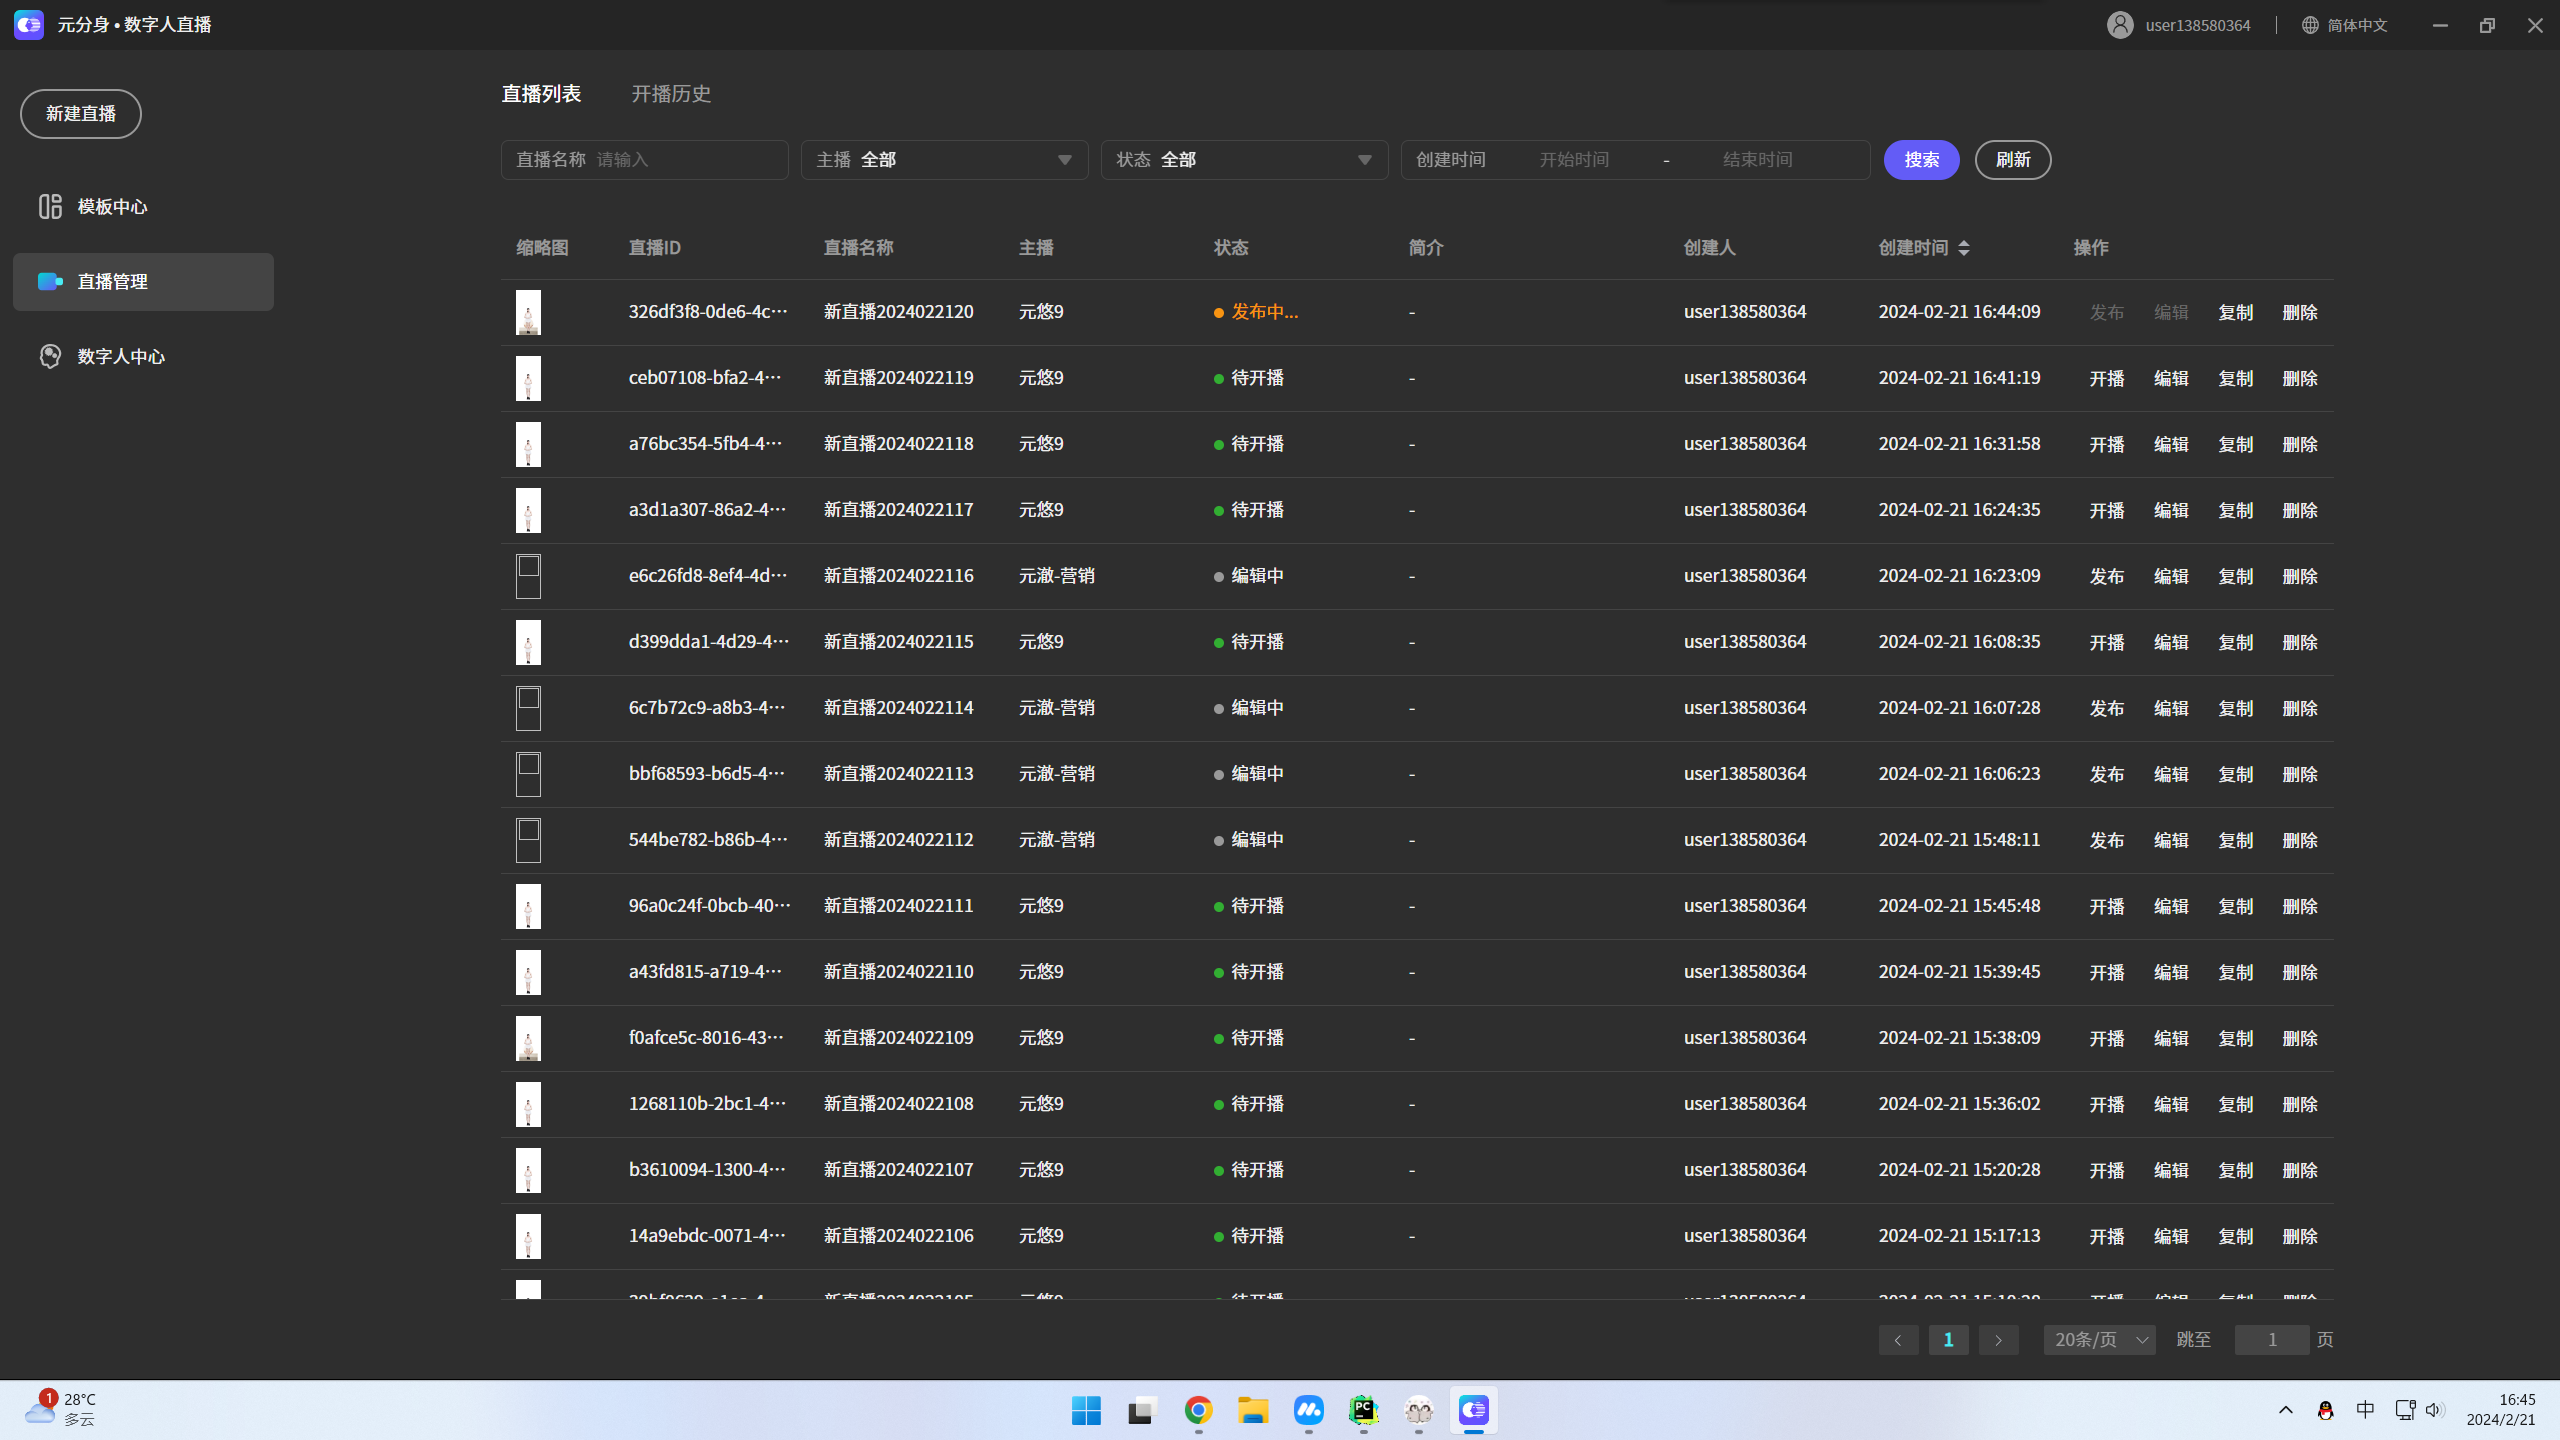 元分身•数字人直播
user138580364
简体中文
新建直播
模板中心
直播管理
数字人中心
直播列表 开播历史
直播名称 请输入 主播 全部 状态 全部 创建时间 开始时间 - 结束时间 搜索 刷新
缩略图 直播ID 直播名称 主播 状态 简介 创建人 创建时间 操作
326df3f8-0de6-4c··· 新直播2024022120 元悠9 发布中... - user138580364 2024-02-21 16:44:09 发布 编辑 复制 删除
ceb07108-bfa2-4··· 新直播2024022119 元悠9 待开播 - user138580364 2024-02-21 16:41:19 开播 编辑 复制 删除
a76bc354-5fb4-4··· 新直播2024022118 元悠9 待开播 - user138580364 2024-02-21 16:31:58 开播 编辑 复制 删除
a3d1a307-86a2-4··· 新直播2024022117 元悠9 待开播 - user138580364 2024-02-21 16:24:35 开播 编辑 复制 删除
e6c26fd8-8ef4-4d··· 新直播2024022116 元澈-营销 编辑中 - user138580364 2024-02-21 16:23:09 发布 编辑 复制 删除
d399dda1-4d29-4··· 新直播2024022115 元悠9 待开播 - user138580364 2024-02-21 16:08:35 开播 编辑 复制 删除
6c7b72c9-a8b3-4··· 新直播2024022114 元澈-营销 编辑中 - user138580364 2024-02-21 16:07:28 发布 编辑 复制 删除
bbf68593-b6d5-4··· 新直播2024022113 元澈-营销 编辑中 - user138580364 2024-02-21 16:06:23 发布 编辑 复制 删除
544be782-b86b-4··· 新直播2024022112 元澈-营销 编辑中 - user138580364 2024-02-21 15:48:11 发布 编辑 复制 删除
96a0c24f-0bcb-40··· 新直播2024022111 元悠9 待开播 - user138580364 2024-02-21 15:45:48 开播 编辑 复制 删除
a43fd815-a719-4··· 新直播2024022110 元悠9 待开播 - user138580364 2024-02-21 15:39:45 开播 编辑 复制 删除
f0afce5c-8016-43··· 新直播2024022109 元悠9 待开播 - user138580364 2024-02-21 15:38:09 开播 编辑 复制 删除
1268110b-2bc1-4··· 新直播2024022108 元悠9 待开播 - user138580364 2024-02-21 15:36:02 开播 编辑 复制 删除
b3610094-1300-4··· 新直播2024022107 元悠9 待开播 - user138580364 2024-02-21 15:20:28 开播 编辑 复制 删除
14a9ebdc-0071-4··· 新直播2024022106 元悠9 待开播 - user138580364 2024-02-21 15:17:13 开播 编辑 复制 删除
1 20条/页 跳至 1 页
1
28°C
多云
PC
中
16:45
2024/2/21